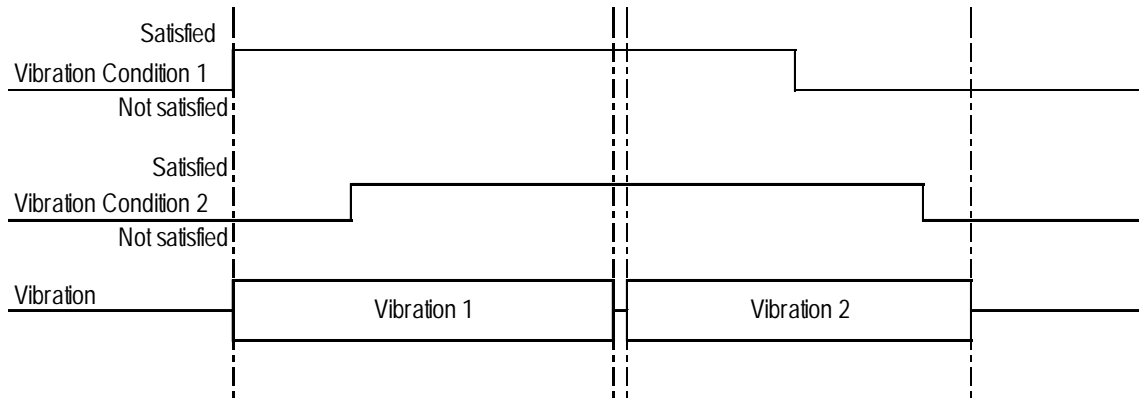 Satisfied
Vibration Condition 1
Not satisfied
Satisfied
Vibration Condition 2
Not satisfied
Vibration
Vibration 1
Vibration 2